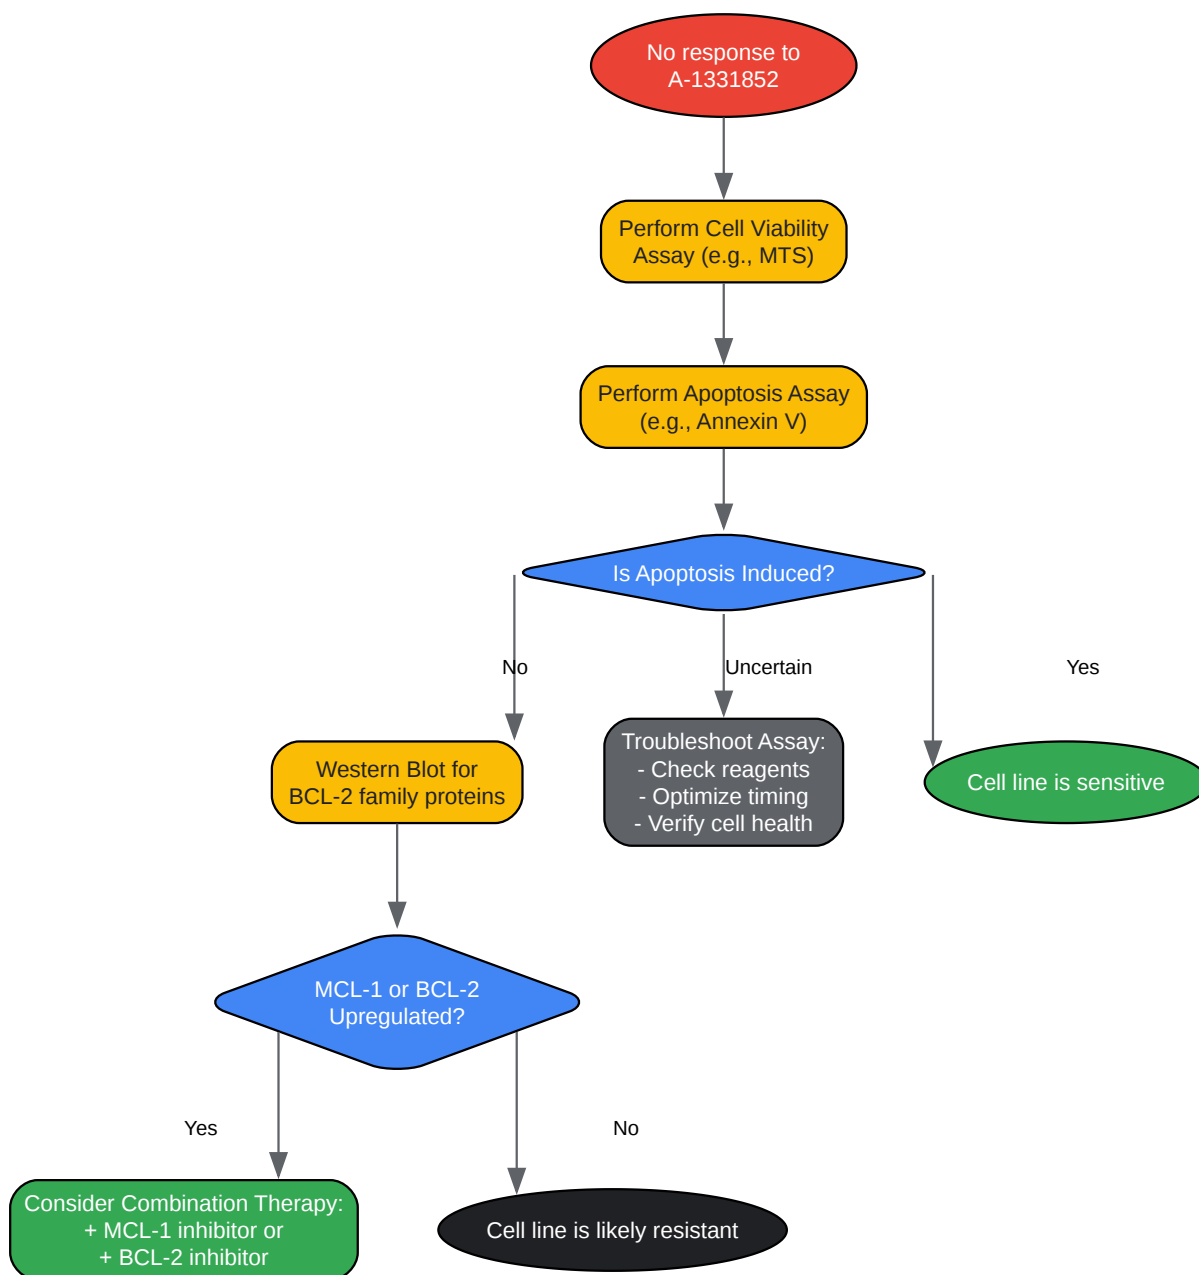 No response to
A-1331852
Perform Cell Viability
Assay (e.g., MTS)
Perform Apoptosis Assay
(e.g., Annexin V)
Is Apoptosis Induced?
No
Uncertain
Yes
Western Blot for
BCL-2 family proteins
Troubleshoot Assay:
- Check reagents
- Optimize timing
- Verify cell health
Cell line is sensitive
MCL-1 or BCL-2
Upregulated?
Yes
No
Consider Combination Therapy:
+ MCL-1 inhibitor or
+ BCL-2 inhibitor
Cell line is likely resistant